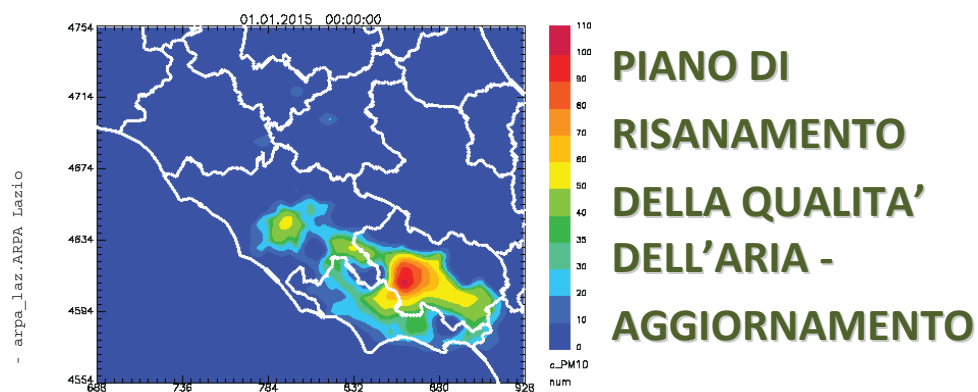 01.01.2015 00:00:00
4754
4714
4674
4634
4594
4554
688 736 784 832 880 928
110
100
90
80
70
60
50
40
35
30
20
10
0
c_PM10
num
- arpa_laz.ARPA Lazio
PIANO DI
RISANAMENTO
DELLA QUALITA’
DELL’ARIA -
AGGIORNAMENTO